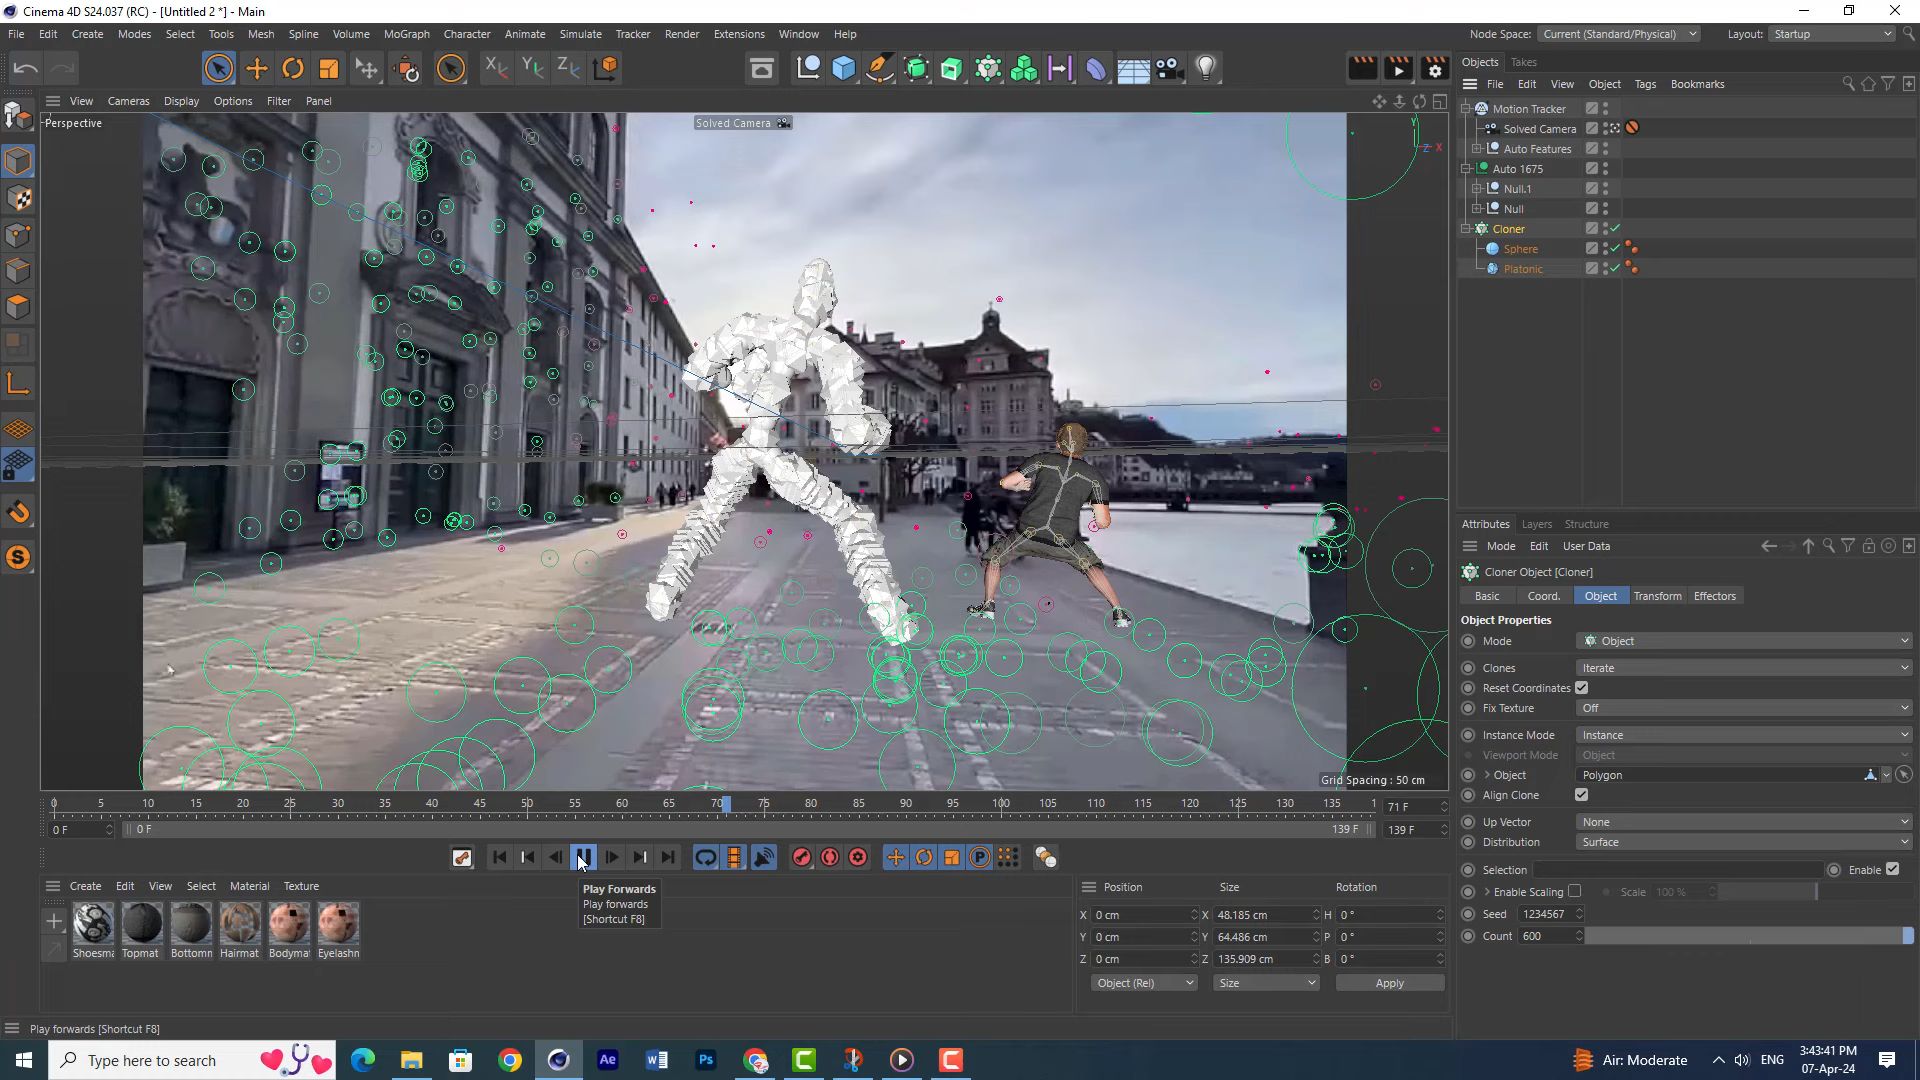 Cinema 4D S24.037 (RC) - [Untitled 2 *] - Main
File Edit Create Modes Select Tools Mesh Spline Volume MoGraph Character Animate Simulate Tracker Render Extensions Window Help
Node Space: Current (Standard/Physical) Layout: Startup
X Y Z
Objects Takes
File Edit View Object Tags Bookmarks
View Cameras Display Options Filter Panel
Perspective
Solved Camera
Y
Z X
Motion Tracker
Solved Camera
Auto Features
Auto 1675
Null.1
Null
Cloner
Sphere
Platonic
Grid Spacing : 50 cm
Attributes Layers Structure
Mode Edit User Data
Cloner Object [Cloner]
Basic Coord. Object Transform Effectors
Object Properties
Mode Object
Clones Iterate
Reset Coordinates
Fix Texture Off
Instance Mode Instance
Viewport Mode Object
Object Polygon
Align Clone
Up Vector None
Distribution Surface
Selection Enable
Enable Scaling Scale 100 %
Seed 1234567
Count 600
0 5 10 15 20 25 30 35 40 45 50 55 60 65 70 75 80 85 90 95 100 105 110 115 120 125 130 135 1
71 F
0 F 0 F 139 F 139 F
Play Forwards
Play forwards
[Shortcut F8]
Create Edit View Select Material Texture
Shoesma Topmat Bottomn Hairmat Bodymat Eyelashn
Position Size Rotation
X 0 cm X 48.185 cm H 0 °
Y 0 cm Y 64.486 cm P 0 °
Z 0 cm Z 135.909 cm B 0 °
Object (Rel) Size Apply
Play forwards [Shortcut F8]
Type here to search
Ae
Ps
Air: Moderate
ENG
3:43:41 PM
07-Apr-24